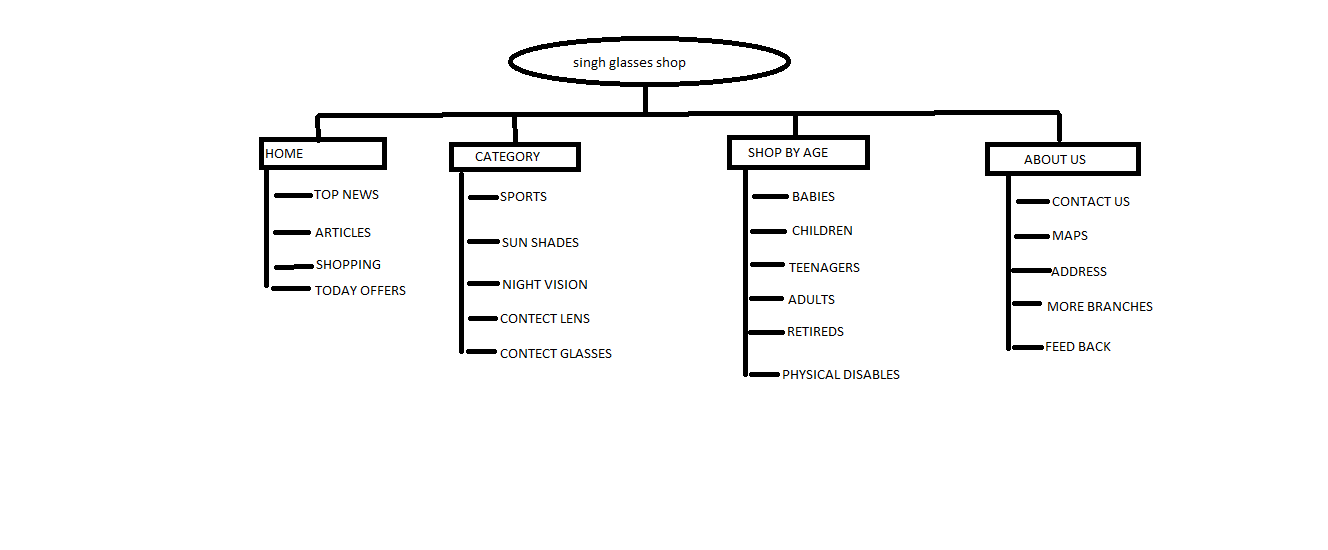 singh glasses shop
HOME
TOP NEWS
ARTICLES
SHOPPING
TODAY OFFERS
CATEGORY
SPORTS
SUN SHADES
NIGHT VISION
CONTECT LENS
CONTECT GLASSES
SHOP BY AGE
BABIES
CHILDREN
TEENAGERS
ADULTS
RETIREDS
PHYSICAL DISABLES
ABOUT US
CONTACT US
MAPS
ADDRESS
MORE BRANCHES
FEED BACK